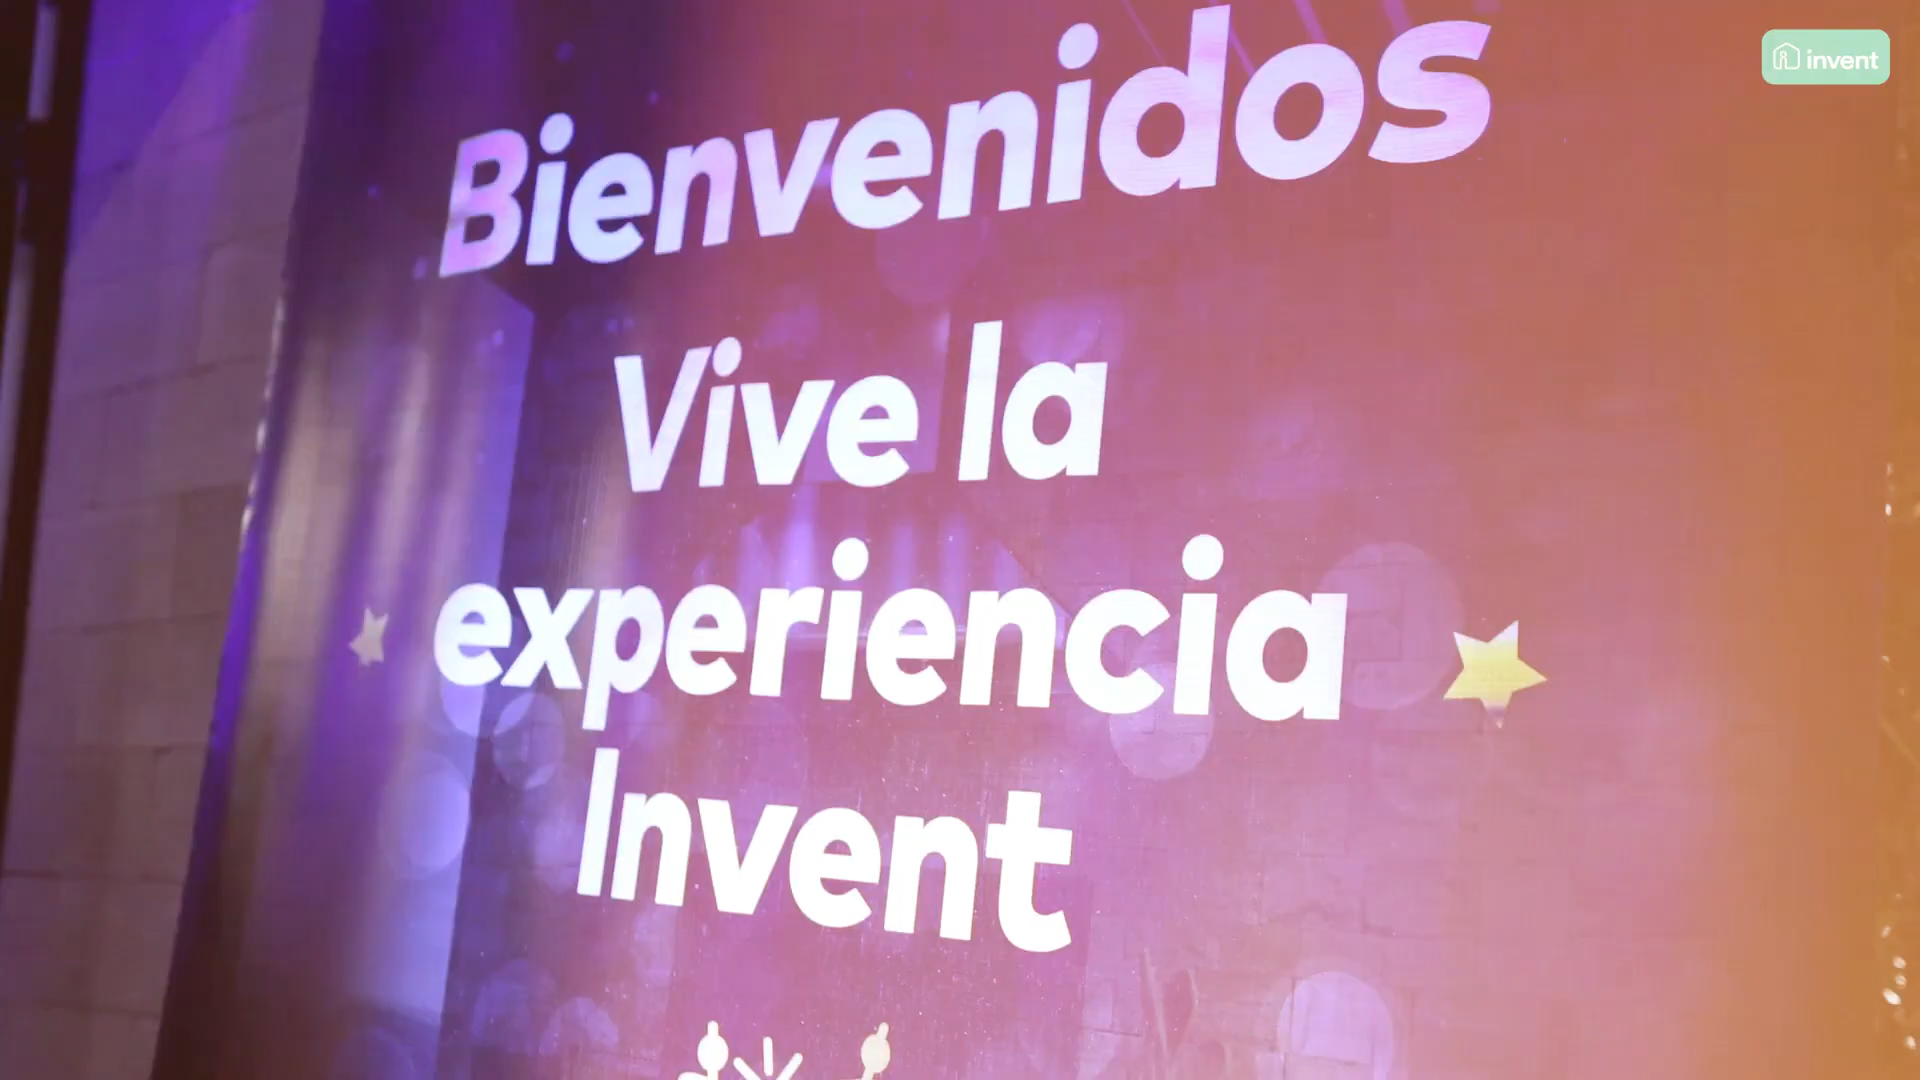 invent
Bienvenidos
Vive la
experiencia
Invent